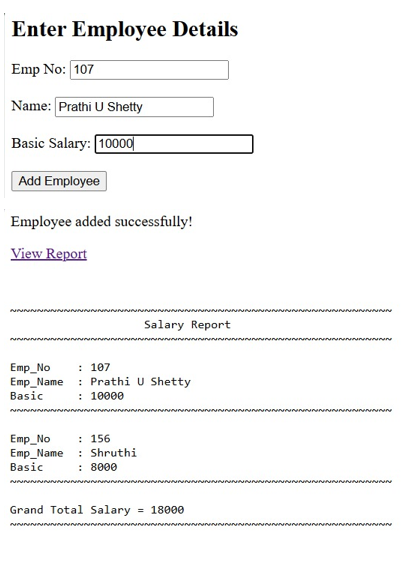 Enter Employee Details
Emp No: 107
Name: Prathi U Shetty
Basic Salary: 10000
Add Employee
Employee added successfully!
View Report
~~~~~~~~~~~~~~~~~~~~~~~~~~~~~~~~~~~~~~~~~~~~~~~~~~~~~~~~~
Salary Report
~~~~~~~~~~~~~~~~~~~~~~~~~~~~~~~~~~~~~~~~~~~~~~~~~~~~~~~~~
Emp_No : 107
Emp_Name : Prathi U Shetty
Basic : 10000
~~~~~~~~~~~~~~~~~~~~~~~~~~~~~~~~~~~~~~~~~~~~~~~~~~~~~~~~~
Emp_No : 156
Emp_Name : Shruthi
Basic : 8000
~~~~~~~~~~~~~~~~~~~~~~~~~~~~~~~~~~~~~~~~~~~~~~~~~~~~~~~~~
Grand Total Salary = 18000
~~~~~~~~~~~~~~~~~~~~~~~~~~~~~~~~~~~~~~~~~~~~~~~~~~~~~~~~~